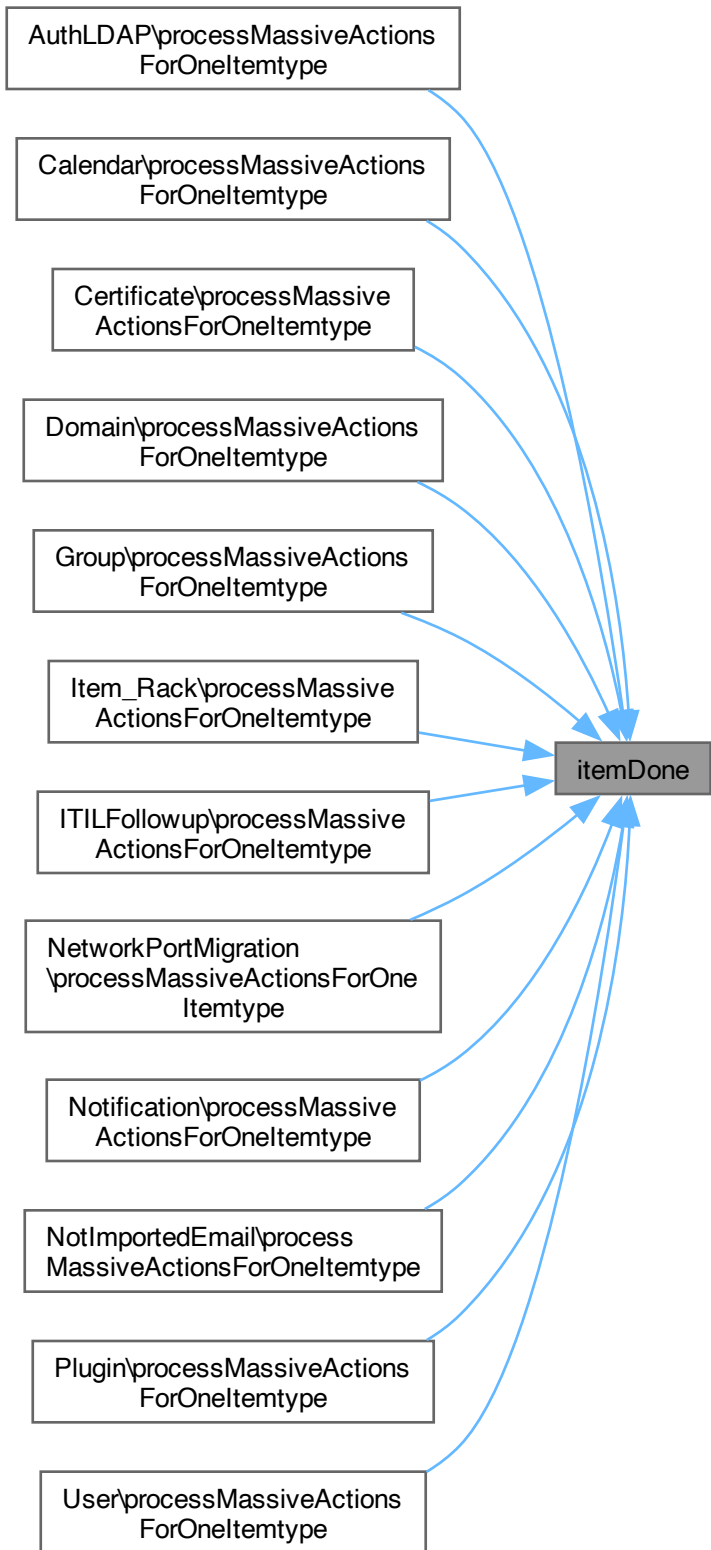 AuthLDAP\processMassiveActions
ForOneItemtype
Calendar\processMassiveActions
ForOneItemtype
Certificate\processMassive
ActionsForOneItemtype
Domain\processMassiveActions
ForOneItemtype
Group\processMassiveActions
ForOneItemtype
Item_Rack\processMassive
ActionsForOneItemtype
itemDone
ITILFollowup\processMassive
ActionsForOneItemtype
NetworkPortMigration
\processMassiveActionsForOne
Itemtype
Notification\processMassive
ActionsForOneItemtype
NotImportedEmail\process
MassiveActionsForOneItemtype
Plugin\processMassiveActions
ForOneItemtype
User\processMassiveActions
ForOneItemtype